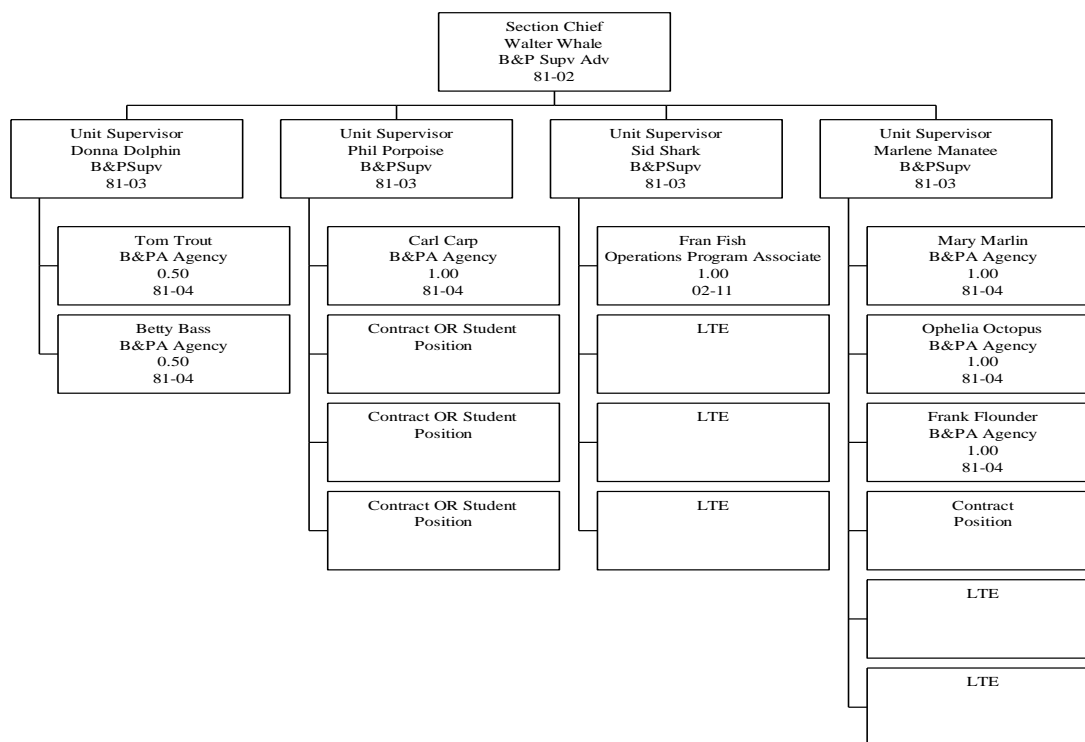 Section Chief
Walter Whale
B&P Supv Adv
81-02
Unit Supervisor
Donna Dolphin
B&PSupv
81-03
Unit Supervisor
Phil Porpoise
B&PSupv
81-03
Unit Supervisor
Sid Shark
B&PSupv
81-03
Unit Supervisor
Marlene Manatee
B&PSupv
81-03
Tom Trout
B&PA Agency
0.50
81-04
Betty Bass
B&PA Agency
0.50
81-04
Carl Carp
B&PA Agency
1.00
81-04
Contract OR Student
Position
Contract OR Student
Position
Contract OR Student
Position
Fran Fish
Operations Program Associate
1.00
02-11
LTE
LTE
LTE
Mary Marlin
B&PA Agency
1.00
81-04
Ophelia Octopus
B&PA Agency
1.00
81-04
Frank Flounder
B&PA Agency
1.00
81-04
Contract
Position
LTE
LTE